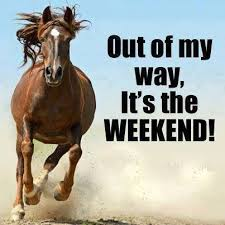 Out of my
way,
It's the
WEEKEND!